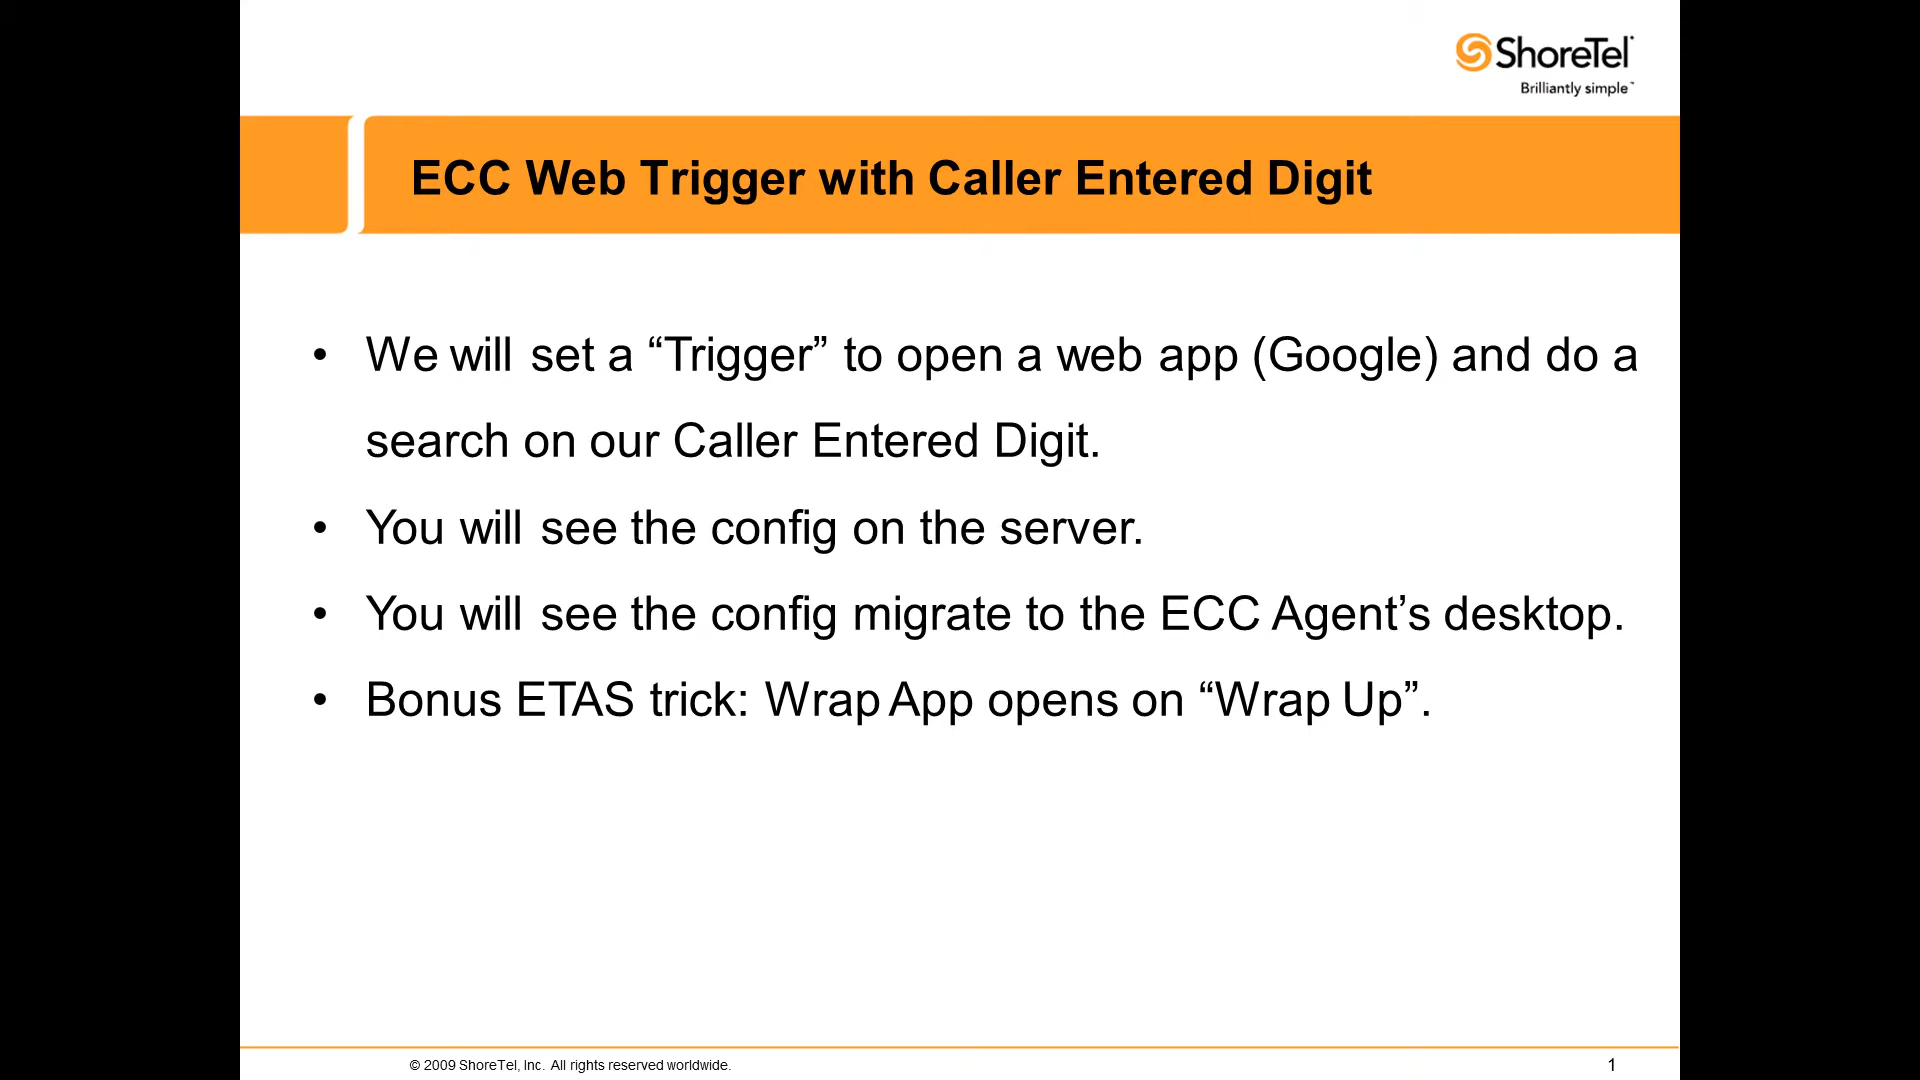 ShoreTel
Brilliantly simple™
ECC Web Trigger with Caller Entered Digit
• We will set a “Trigger” to open a web app (Google) and do a
search on our Caller Entered Digit.
• You will see the config on the server.
• You will see the config migrate to the ECC Agent’s desktop.
• Bonus ETAS trick: Wrap App opens on “Wrap Up”.
© 2009 ShoreTel, Inc. All rights reserved worldwide.
1